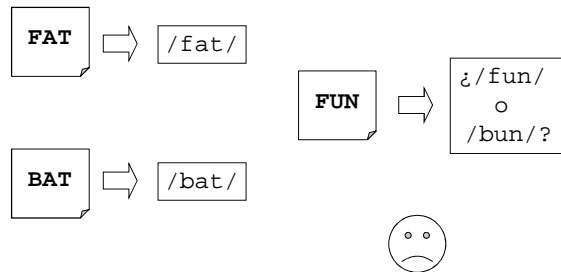 FAT
/fat/
BAT
/bat/
FUN
¿/fun/
o
/bun/?